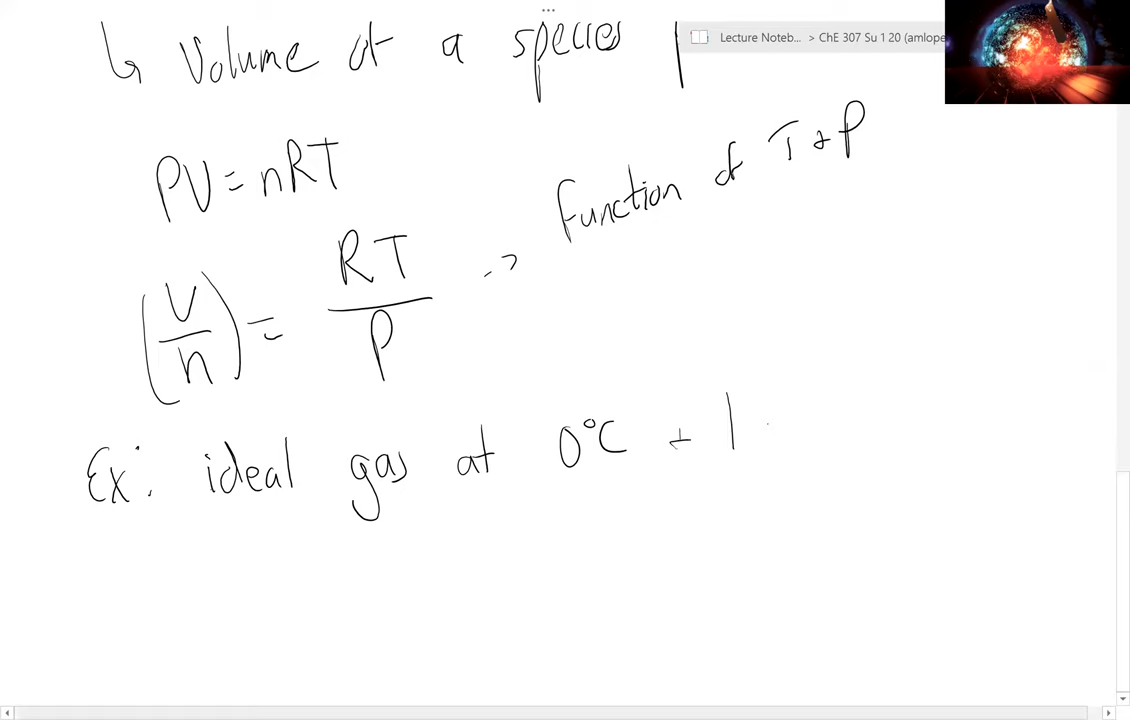 Lecture Noteb... > ChE 307 Su 1 20 (amlope
↳ Volume of a species
PV = nRT
(V/n) = RT/P -> Function of T + P
Ex: ideal gas at 0°C + 1